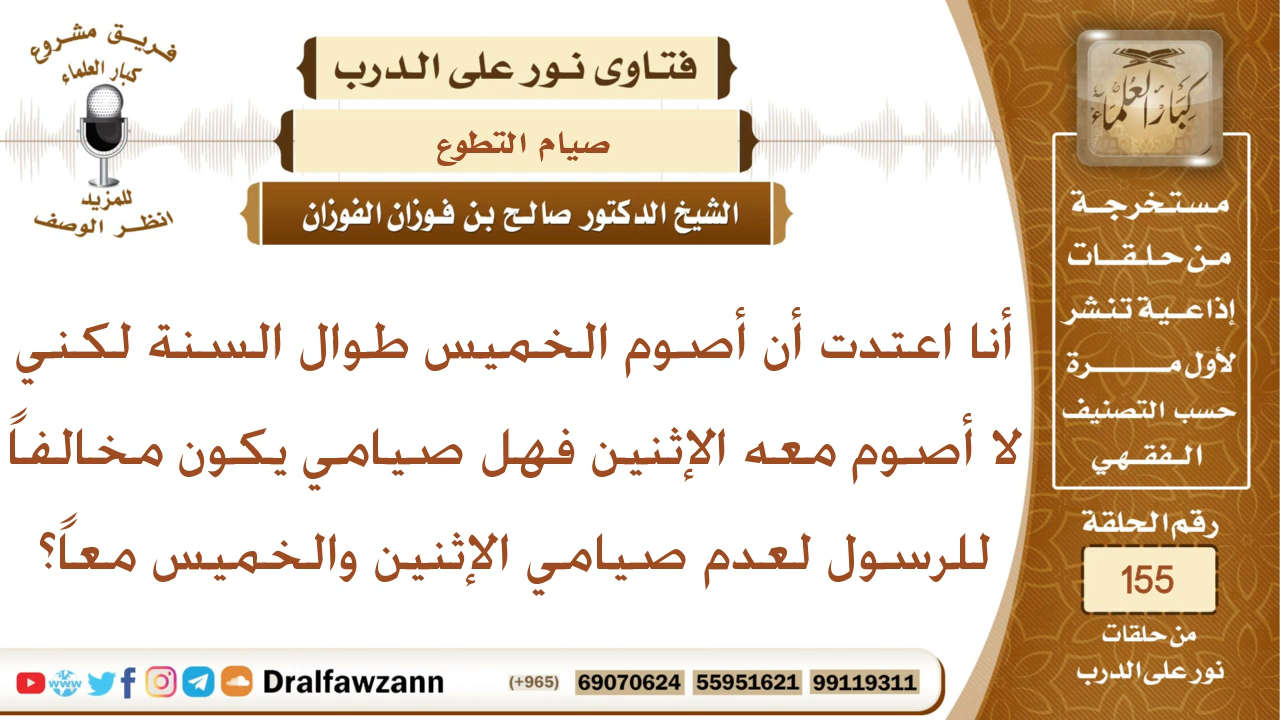 فريق مشروع
كبار العلماء
للمزيد
انظر الوصف
فتاوى نور على الدرب
صيام التطوع
الشيخ الدكتور صالح بن فوزان الفوزان
أنا اعتدت أن أصوم الخميس طوال السنة لكني
لا أصوم معه الإثنين فهل صيامي يكون مخالفاً
للرسول لعدم صيامي الإثنين والخميس معاً؟
كبار العلماء
مستخرجة
من حلقات
إذاعية تنشر
لأول مرة
حسب التصنيف
الفقهي
رقم الحلقة
155
من حلقات
نور على الدرب
Dralfawzann (+965) 69070624 55951621 99119311